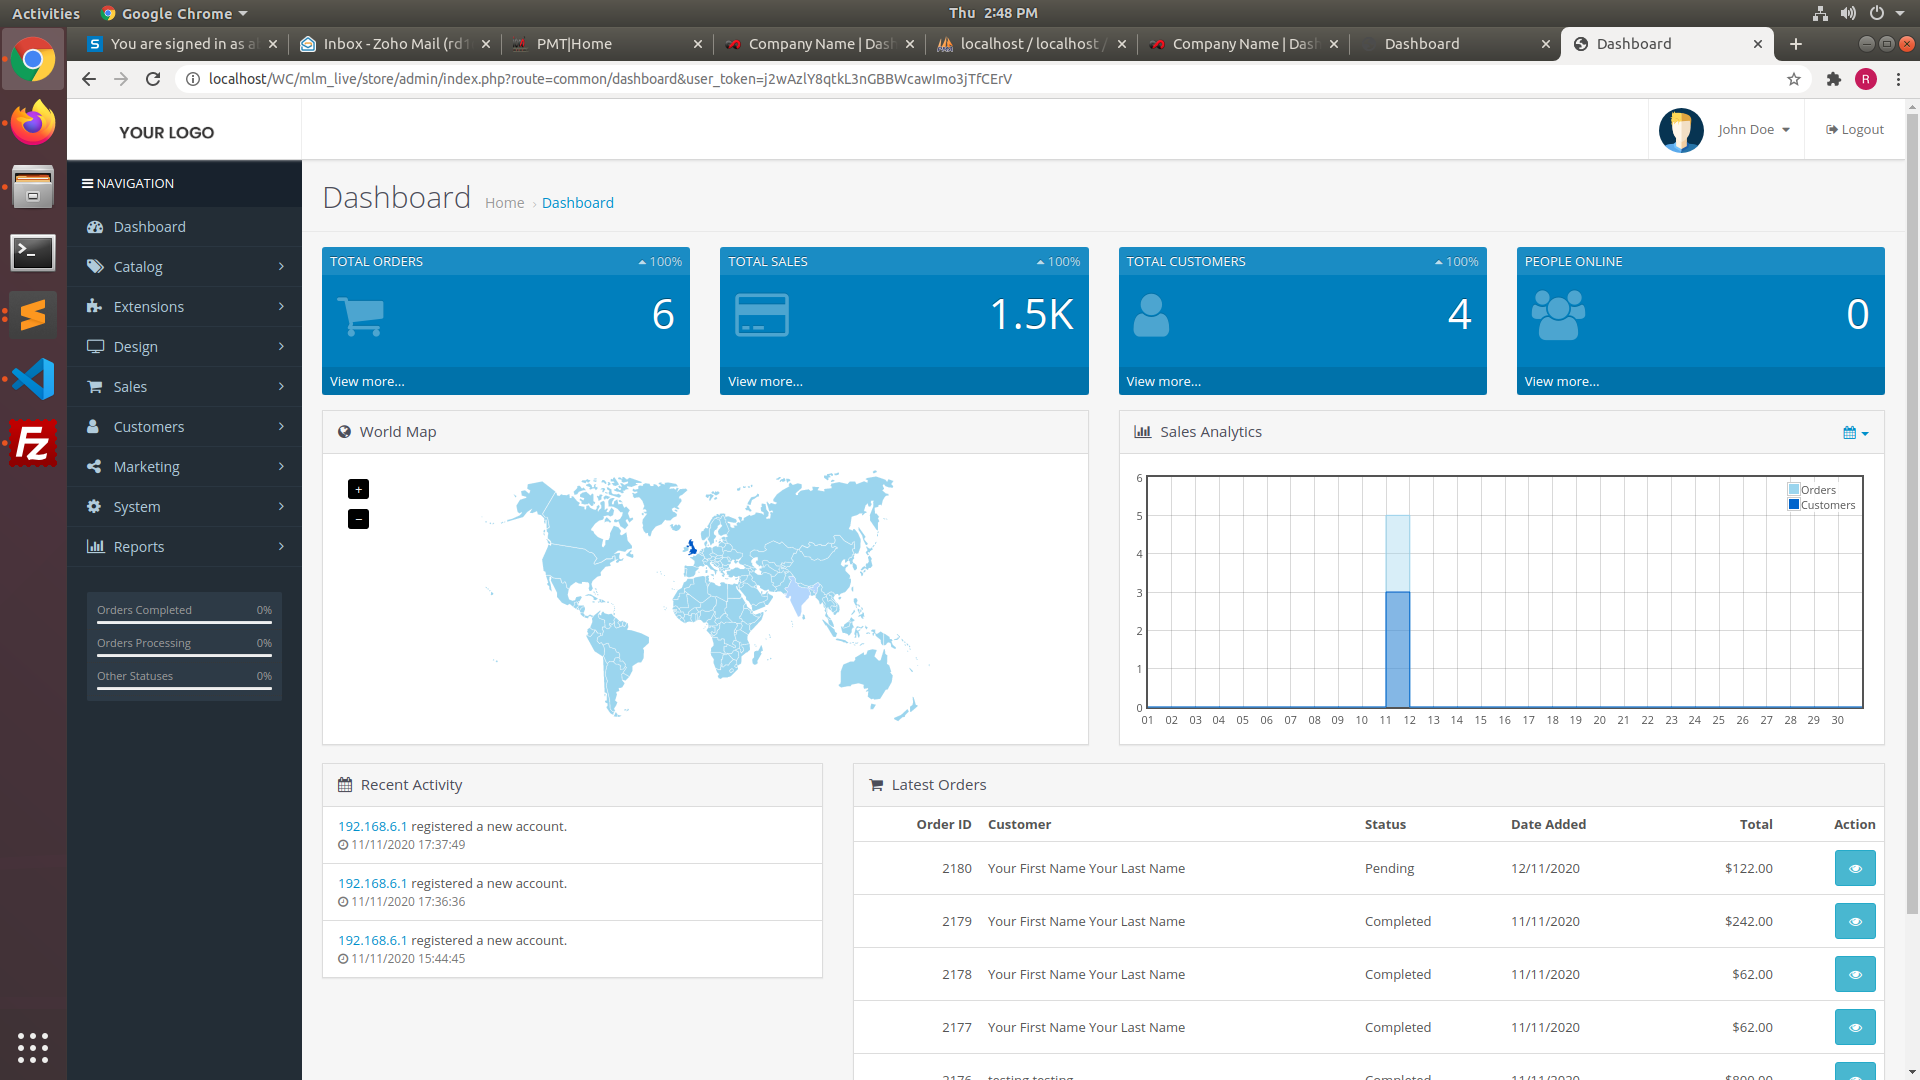 Activities Google Chrome Thu 2:48 PM
You are signed in as a Inbox - Zoho Mail (rd1 PMT|Home Company Name | Das localhost / localhost / Company Name | Das Dashboard Dashboard
localhost/WC/mlm_live/store/admin/index.php?route=common/dashboard&user_token=j2wAzlY8qtkL3nGBBWcawImo3jTfCErV R
YOUR LOGO
John Doe Logout
NAVIGATION
Dashboard
Catalog
Extensions
Design
Sales
Customers
Marketing
System
Reports
Orders Completed 0%
Orders Processing 0%
Other Statuses 0%
Dashboard Home › Dashboard
TOTAL ORDERS 100%
6
View more...
TOTAL SALES 100%
1.5K
View more...
TOTAL CUSTOMERS 100%
4
View more...
PEOPLE ONLINE
0
View more...
World Map
+
−
Sales Analytics
6
5
4
3
2
1
0
Orders
Customers
01 02 03 04 05 06 07 08 09 10 11 12 13 14 15 16 17 18 19 20 21 22 23 24 25 26 27 28 29 30
Recent Activity
192.168.6.1 registered a new account.
11/11/2020 17:37:49
192.168.6.1 registered a new account.
11/11/2020 17:36:36
192.168.6.1 registered a new account.
11/11/2020 15:44:45
Latest Orders
Order ID Customer Status Date Added Total Action
2180 Your First Name Your Last Name Pending 12/11/2020 $122.00
2179 Your First Name Your Last Name Completed 11/11/2020 $242.00
2178 Your First Name Your Last Name Completed 11/11/2020 $62.00
2177 Your First Name Your Last Name Completed 11/11/2020 $62.00
2176 testing testing Completed 11/11/2020 $800.00